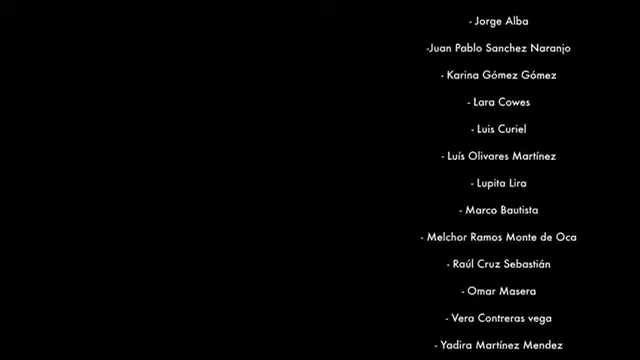 - Jorge Alba
-Juan Pablo Sanchez Naranjo
- Karina Gómez Gómez
- Lara Cowes
- Luis Curiel
- Luís Olivares Martínez
- Lupita Lira
- Marco Bautista
- Melchor Ramos Monte de Oca
- Raúl Cruz Sebastián
- Omar Masera
- Vera Contreras vega
- Yadira Martínez Mendez